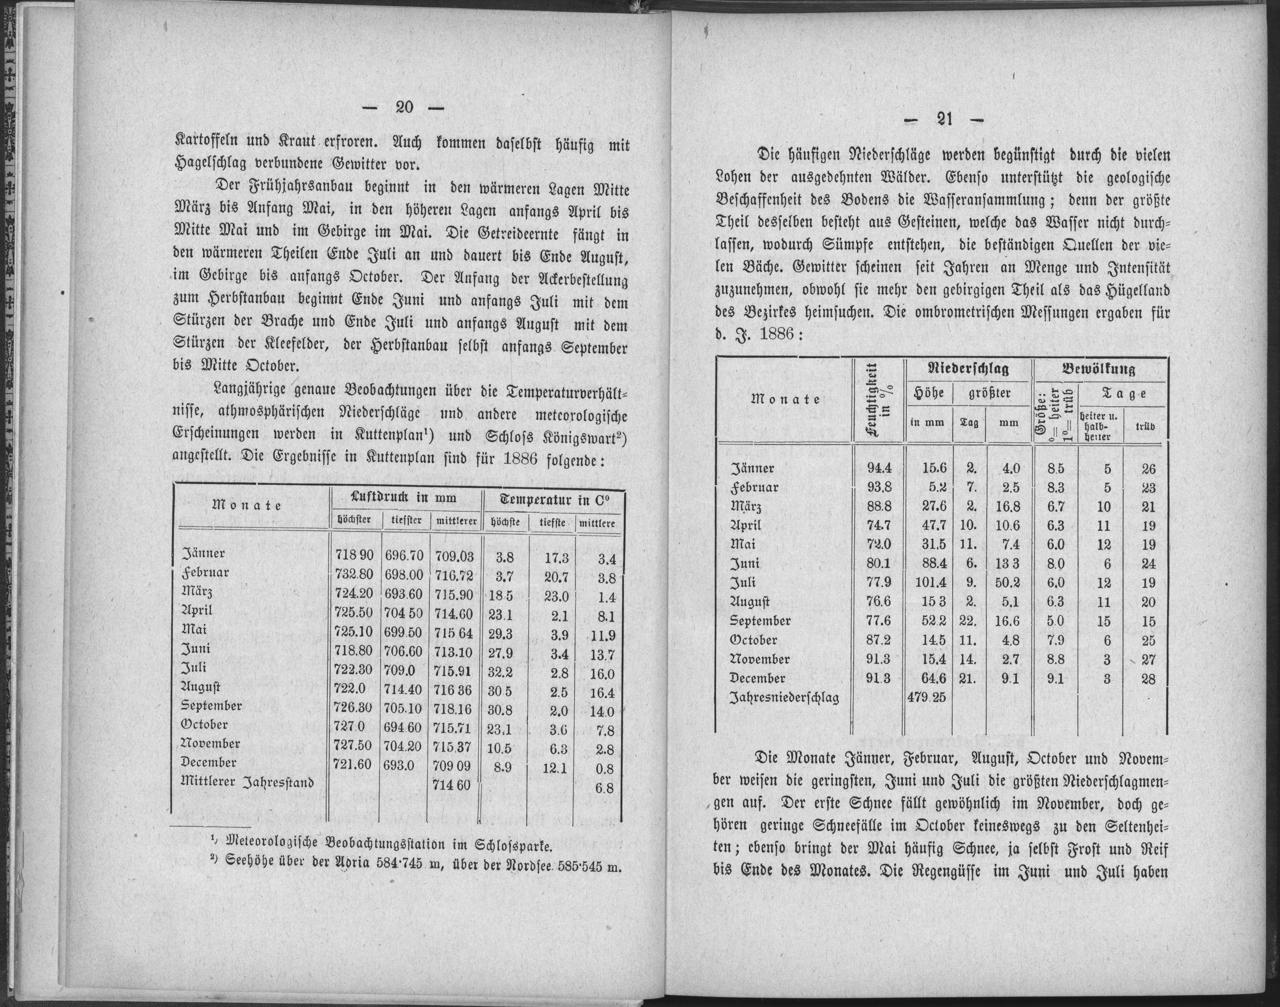 — 20 —
Kartoffeln und Kraut erfroren. Auch kommen daselbst häufig mit
Hagelschlag verbundene Gewitter vor.
Der Frühjahrsanbau beginnt in den wärmeren Lagen Mitte
März bis Anfang Mai, in den höheren Lagen anfangs April bis
Mitte Mai und im Gebirge im Mai. Die Getreideernte fängt in
den wärmeren Theilen Ende Juli an und dauert bis Ende August,
im Gebirge bis anfangs October. Der Anfang der Ackerbestellung
zum Herbstanbau beginnt Ende Juni und anfangs Juli mit dem
Stürzen der Brache und Ende Juli und anfangs August mit dem
Stürzen der Kleefelder, der Herbstanbau selbst anfangs September
bis Mitte October.
Langjährige genaue Beobachtungen über die Temperaturverhält-
nisse, athmosphärischen Niederschläge und andere meteorologische
Erscheinungen werden in Kuttenplan¹) und Schloss Königswart²)
angestellt. Die Ergebnisse in Kuttenplan sind für 1886 folgende:
Monate Luftdruck in mm Temperatur in C°
höchster tiefster mittlerer höchste tiefste mittlere
Jänner 718 90 696.70 709.03 3.8 17.3 3.4
Februar 732.80 698.00 716.72 3.7 20.7 3.8
März 724.20 693.60 715.90 18 5 23.0 1.4
April 725.50 704 50 714.60 23.1 2.1 8.1
Mai 725.10 699.50 715 64 29.3 3.9 11.9
Juni 718.80 706.60 713.10 27.9 3.4 13.7
Juli 722.30 709.0 715.91 32.2 2.8 16.0
August 722.0 714.40 716 36 30 5 2.5 16.4
September 726.30 705.10 718.16 30.8 2.0 14.0
October 727.0 694.60 715.71 23.1 3.6 7.8
November 727.50 704.20 715.37 10.5 6.3 2.8
December 721.60 693.0 709 09 8.9 12.1 0.8
Mittlerer Jahresstand 714 60 6.8
¹) Meteorologische Beobachtungsstation im Schlossparke.
²) Seehöhe über der Adria 584·745 m, über der Nordsee 585·545 m.
— 21 —
Die häufigen Niederschläge werden begünstigt durch die vielen
Lohen der ausgedehnten Wälder. Ebenso unterstützt die geologische
Beschaffenheit des Bodens die Wasseransammlung; denn der größte
Theil desselben besteht aus Gesteinen, welche das Wasser nicht durch-
lassen, wodurch Sümpfe entstehen, die beständigen Quellen der vie-
len Bäche. Gewitter scheinen seit Jahren an Menge und Intensität
zuzunehmen, obwohl sie mehr den gebirgigen Theil als das Hügelland
des Bezirkes heimsuchen. Die ombrometrischen Messungen ergaben für
d. J. 1886:
Monate Feuchtigkeit in % Niederschlag Bewölkung
Höhe größter Größe: 0= heiter 10= trüb Tage
in mm Tag mm heiter u. halb-heiter trüb
Jänner 94.4 15.6 2. 4.0 8.5 5 26
Februar 93.8 5.2 7. 2.5 8.3 5 23
März 88.8 27.6 2. 16.8 6.7 10 21
April 74.7 47.7 10. 10.6 6.3 11 19
Mai 72.0 31.5 11. 7.4 6.0 12 19
Juni 80.1 88.4 6. 13 3 8.0 6 24
Juli 77.9 101.4 9. 50.2 6.0 12 19
August 76.6 15 3 2. 5.1 6.3 11 20
September 77.6 52 2 22. 16.6 5 0 15 15
October 87.2 14.5 11. 4.8 7.9 6 25
November 91.3 15.4 14. 2.7 8.8 3 27
December 91.3 64.6 21. 9.1 9.1 3 28
Jahresniederschlag 479 25
Die Monate Jänner, Februar, August, October und Novem-
ber weisen die geringsten, Juni und Juli die größten Niederschlagmen-
gen auf. Der erste Schnee fällt gewöhnlich im November, doch ge-
hören geringe Schneefälle im October keineswegs zu den Seltenhei-
ten; ebenso bringt der Mai häufig Schnee, ja selbst Frost und Reif
bis Ende des Monates. Die Regengüsse im Juni und Juli haben